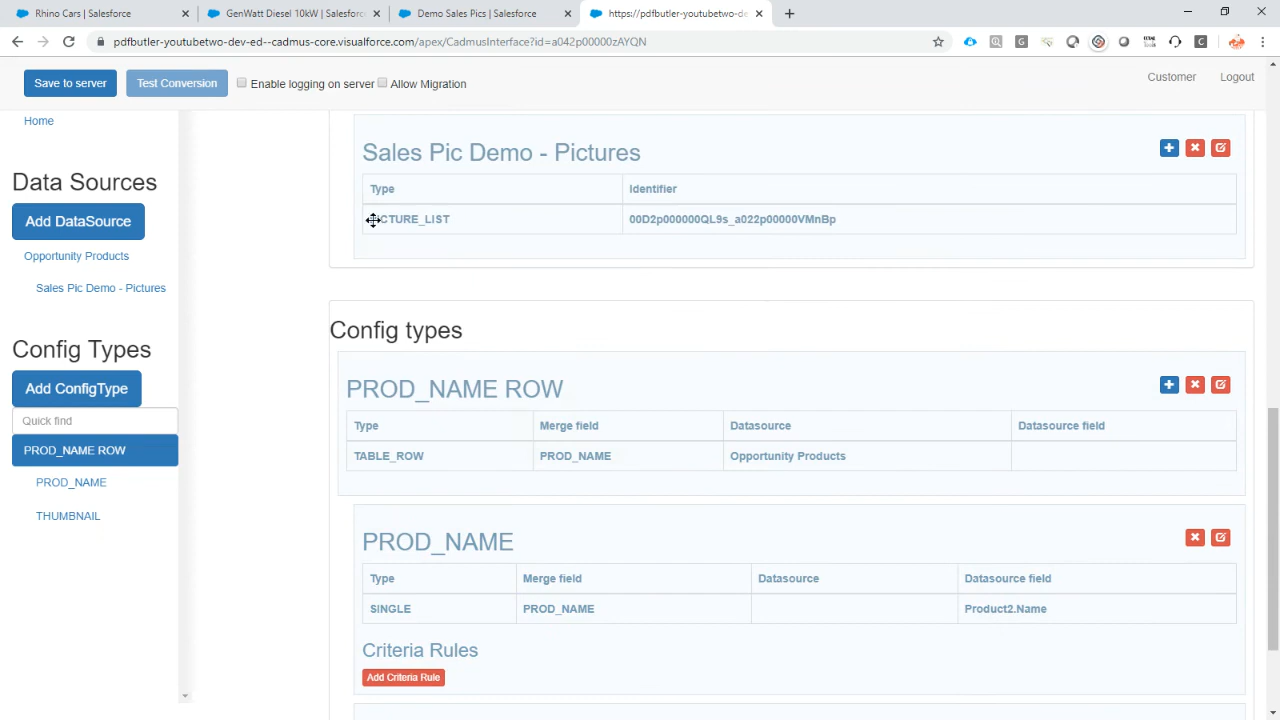 Rhino Cars | Salesforce
GenWatt Diesel 10kW | Salesforc
Demo Sales Pics | Salesforce
https://pdfbutler-youtubetwo-de
pdfbutler-youtubetwo-dev-ed--cadmus-core.visualforce.com/apex/CadmusInterface?id=a042p00000zAYQN
Save to server
Test Conversion
Enable logging on server
Allow Migration
Customer
Logout
Home
Data Sources
Add DataSource
Opportunity Products
Sales Pic Demo - Pictures
Config Types
Add ConfigType
Quick find
PROD_NAME ROW
PROD_NAME
THUMBNAIL
Sales Pic Demo - Pictures
Type Identifier
CTURE_LIST 00D2p000000QL9s_a022p00000VMnBp
Config types
PROD_NAME ROW
Type Merge field Datasource Datasource field
TABLE_ROW PROD_NAME Opportunity Products
PROD_NAME
Type Merge field Datasource Datasource field
SINGLE PROD_NAME Product2.Name
Criteria Rules
Add Criteria Rule